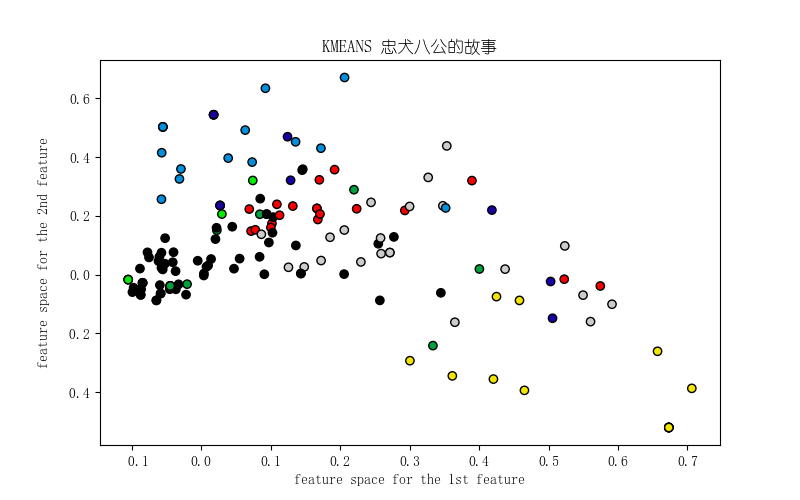 KMEANS 忠犬八公的故事
feature space for the 2nd feature
0.6
0.4
0.2
0.0
0.2
0.4
0.1 0.0 0.1 0.2 0.3 0.4 0.5 0.6 0.7
feature space for the 1st feature